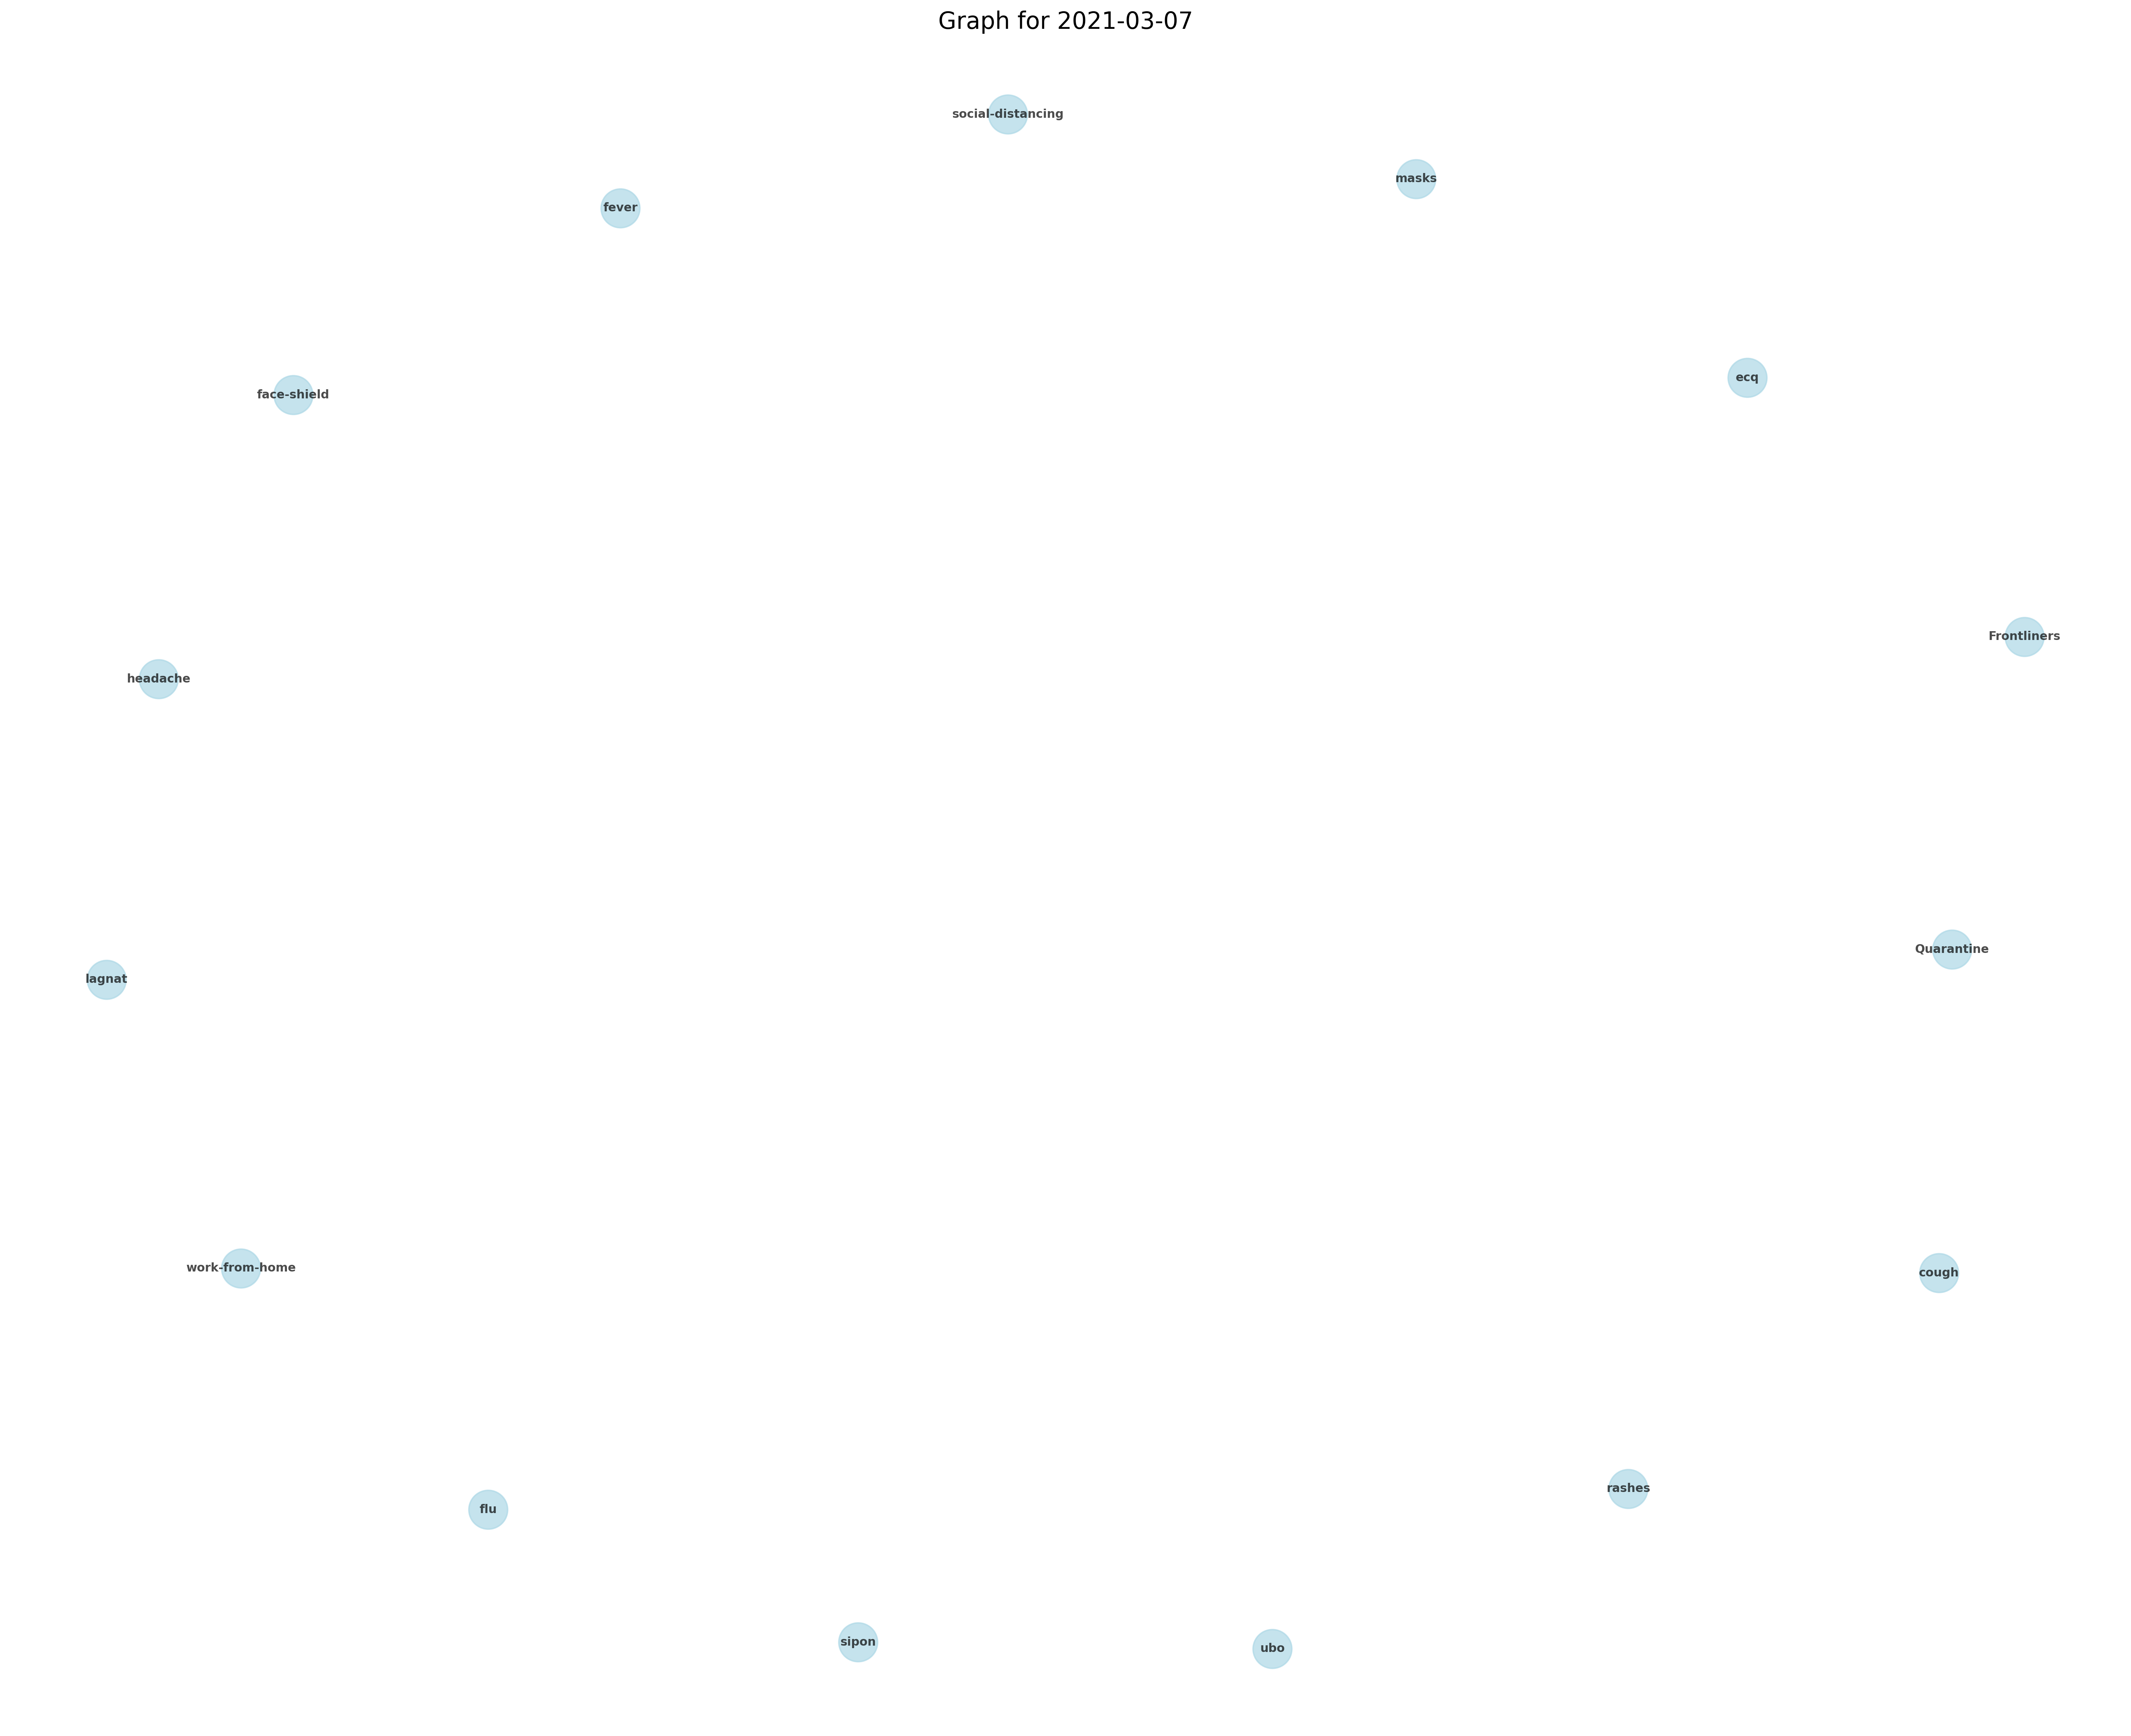 Graph for 2021-03-07
social-distancing
masks
fever
ecq
face-shield
Frontliners
headache
Quarantine
lagnat
work-from-home
cough
rashes
flu
sipon
ubo